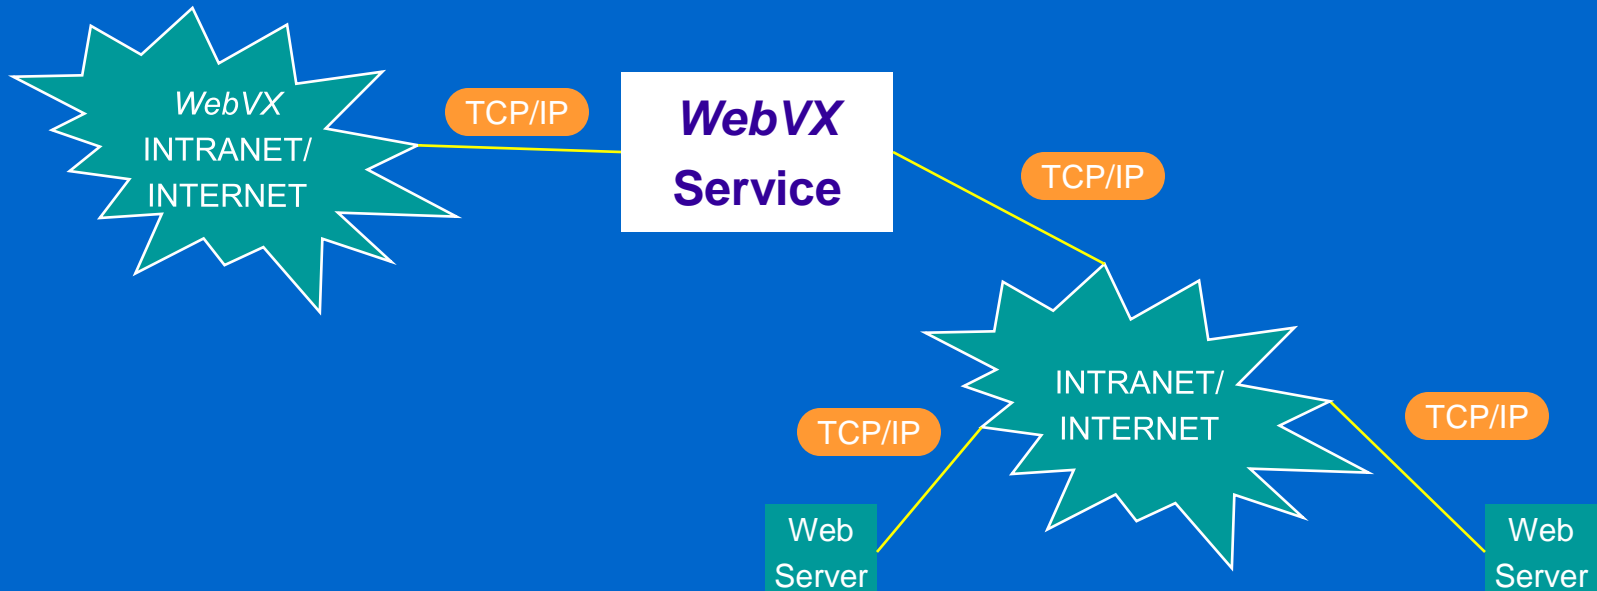 WebVX
INTRANET/
INTERNET
TCP/IP
WebVX
Service
TCP/IP
INTRANET/
INTERNET
TCP/IP
TCP/IP
Web
Server
Web
Server